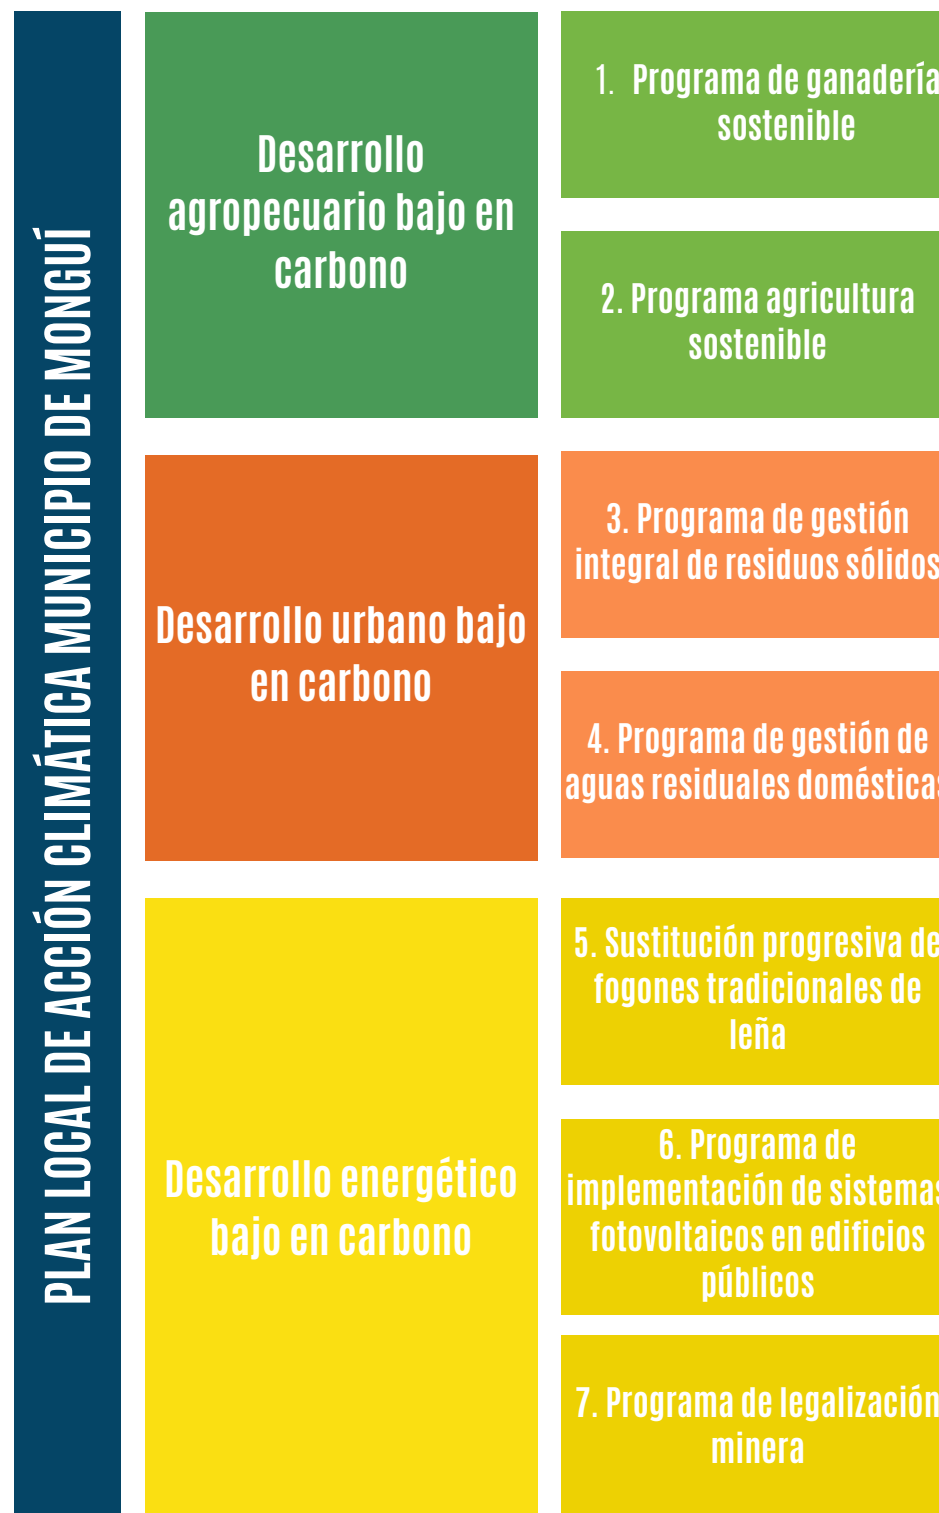 PLAN LOCAL DE ACCIÓN CLIMÁTICA MUNICIPIO DE MONGUÍ
Desarrollo
agropecuario bajo en
carbono
1. Programa de ganadería
sostenible
2. Programa agricultura
sostenible
Desarrollo urbano bajo
en carbono
3. Programa de gestión
integral de residuos sólidos
4. Programa de gestión de
aguas residuales domésticas
Desarrollo energético
bajo en carbono
5. Sustitución progresiva de
fogones tradicionales de
leña
6. Programa de
implementación de sistemas
fotovoltaicos en edificios
públicos
7. Programa de legalización
minera